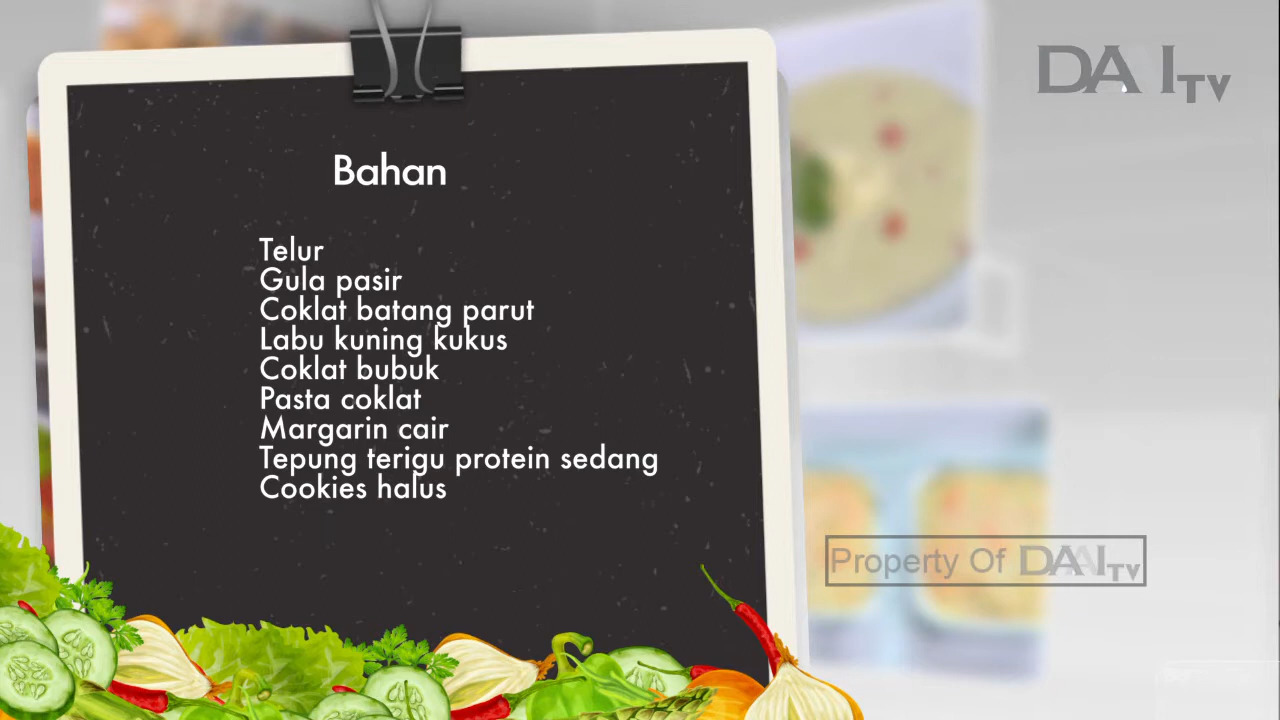 DAAI TV
Bahan
Telur
Gula pasir
Coklat batang parut
Labu kuning kukus
Coklat bubuk
Pasta coklat
Margarin cair
Tepung terigu protein sedang
Cookies halus
Property Of DAAI TV